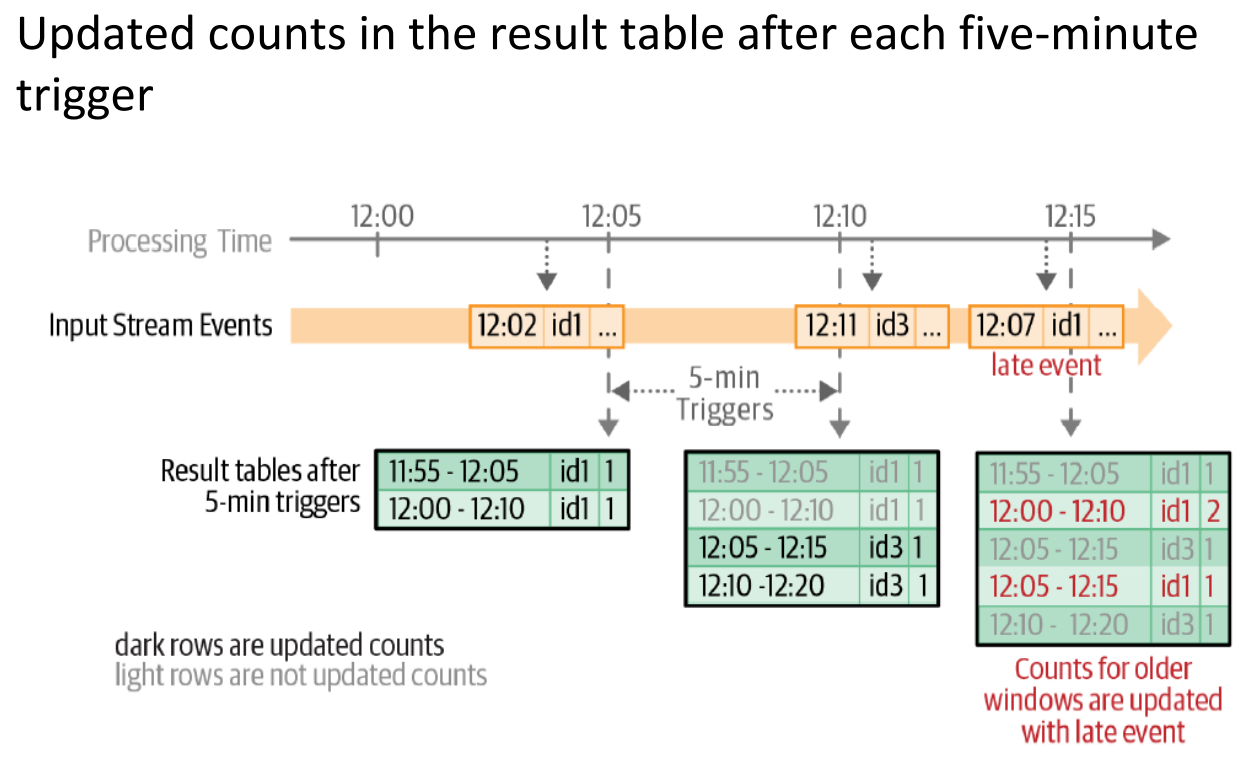 Updated counts in the result table after each five-minute
trigger
12:00 12:05 12:10 12:15
Processing Time
Input Stream Events 12:02 id1 ... 12:11 id3 ... 12:07 id1 ...
late event
5-min
Triggers
Result tables after
5-min triggers
11:55 - 12:05 id1 1
12:00 - 12:10 id1 1
11:55 - 12:05 id1 1
12:00 - 12:10 id1 1
12:05 - 12:15 id3 1
12:10 -12:20 id3 1
11:55 - 12:05 id1 1
12:00 - 12:10 id1 2
12:05 - 12:15 id3 1
12:05 - 12:15 id1 1
12:10 - 12:20 id3 1
dark rows are updated counts
light rows are not updated counts
Counts for older
windows are updated
with late event